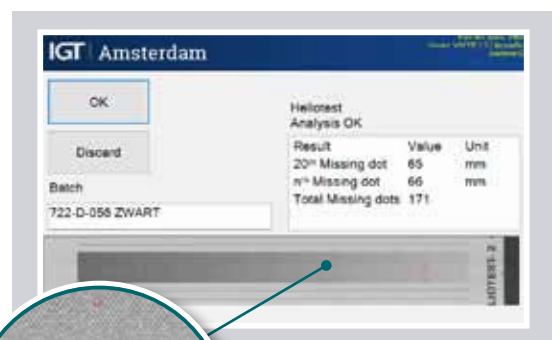 IGT Amsterdam
OK
Discard
Batch
722-D-056 ZWART
Heliotest
Analysis OK
Result Value Unit
20th Missing dot 65 mm
nth Missing dot 66 mm
Total Missing dots 171